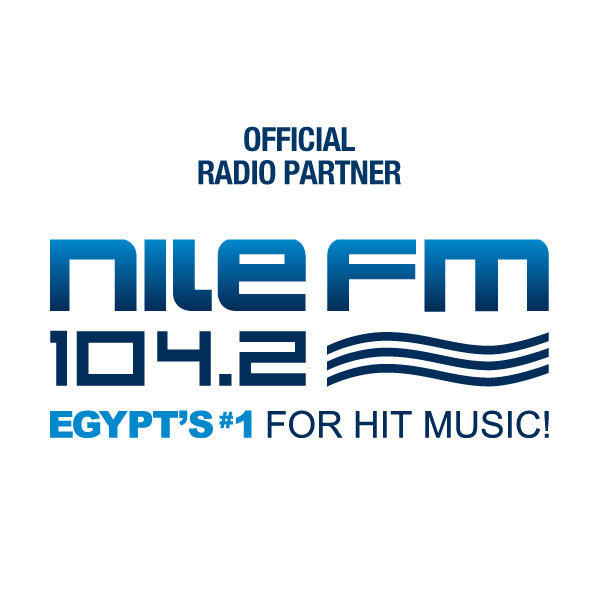 OFFICIAL
RADIO PARTNER
nile FM
104.2
EGYPT'S #1 FOR HIT MUSIC!